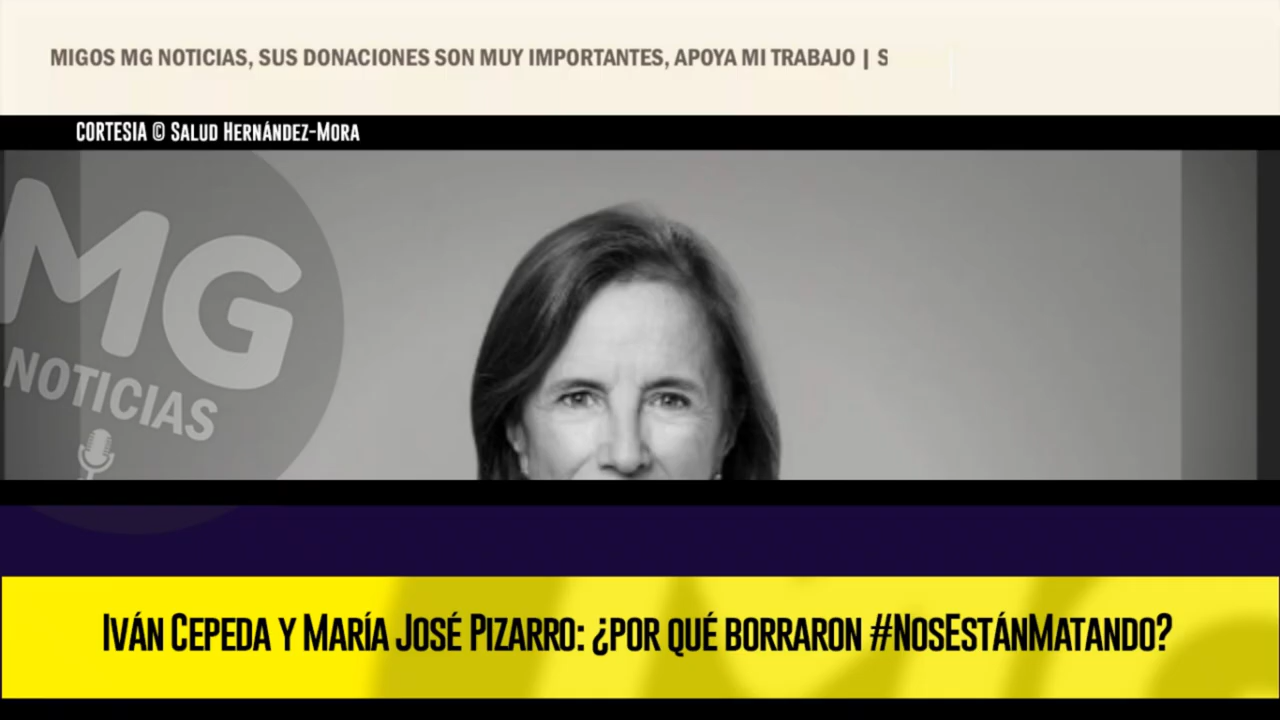 MIGOS MG NOTICIAS, SUS DONACIONES SON MUY IMPORTANTES, APOYA MI TRABAJO | S
CORTESIA © SALUD HERNÁNDEZ-MORA
MG
NOTICIAS
IVÁN CEPEDA Y MARÍA JOSÉ PIZARRO: ¿POR QUÉ BORRARON #NOSESTÁNMATANDO?